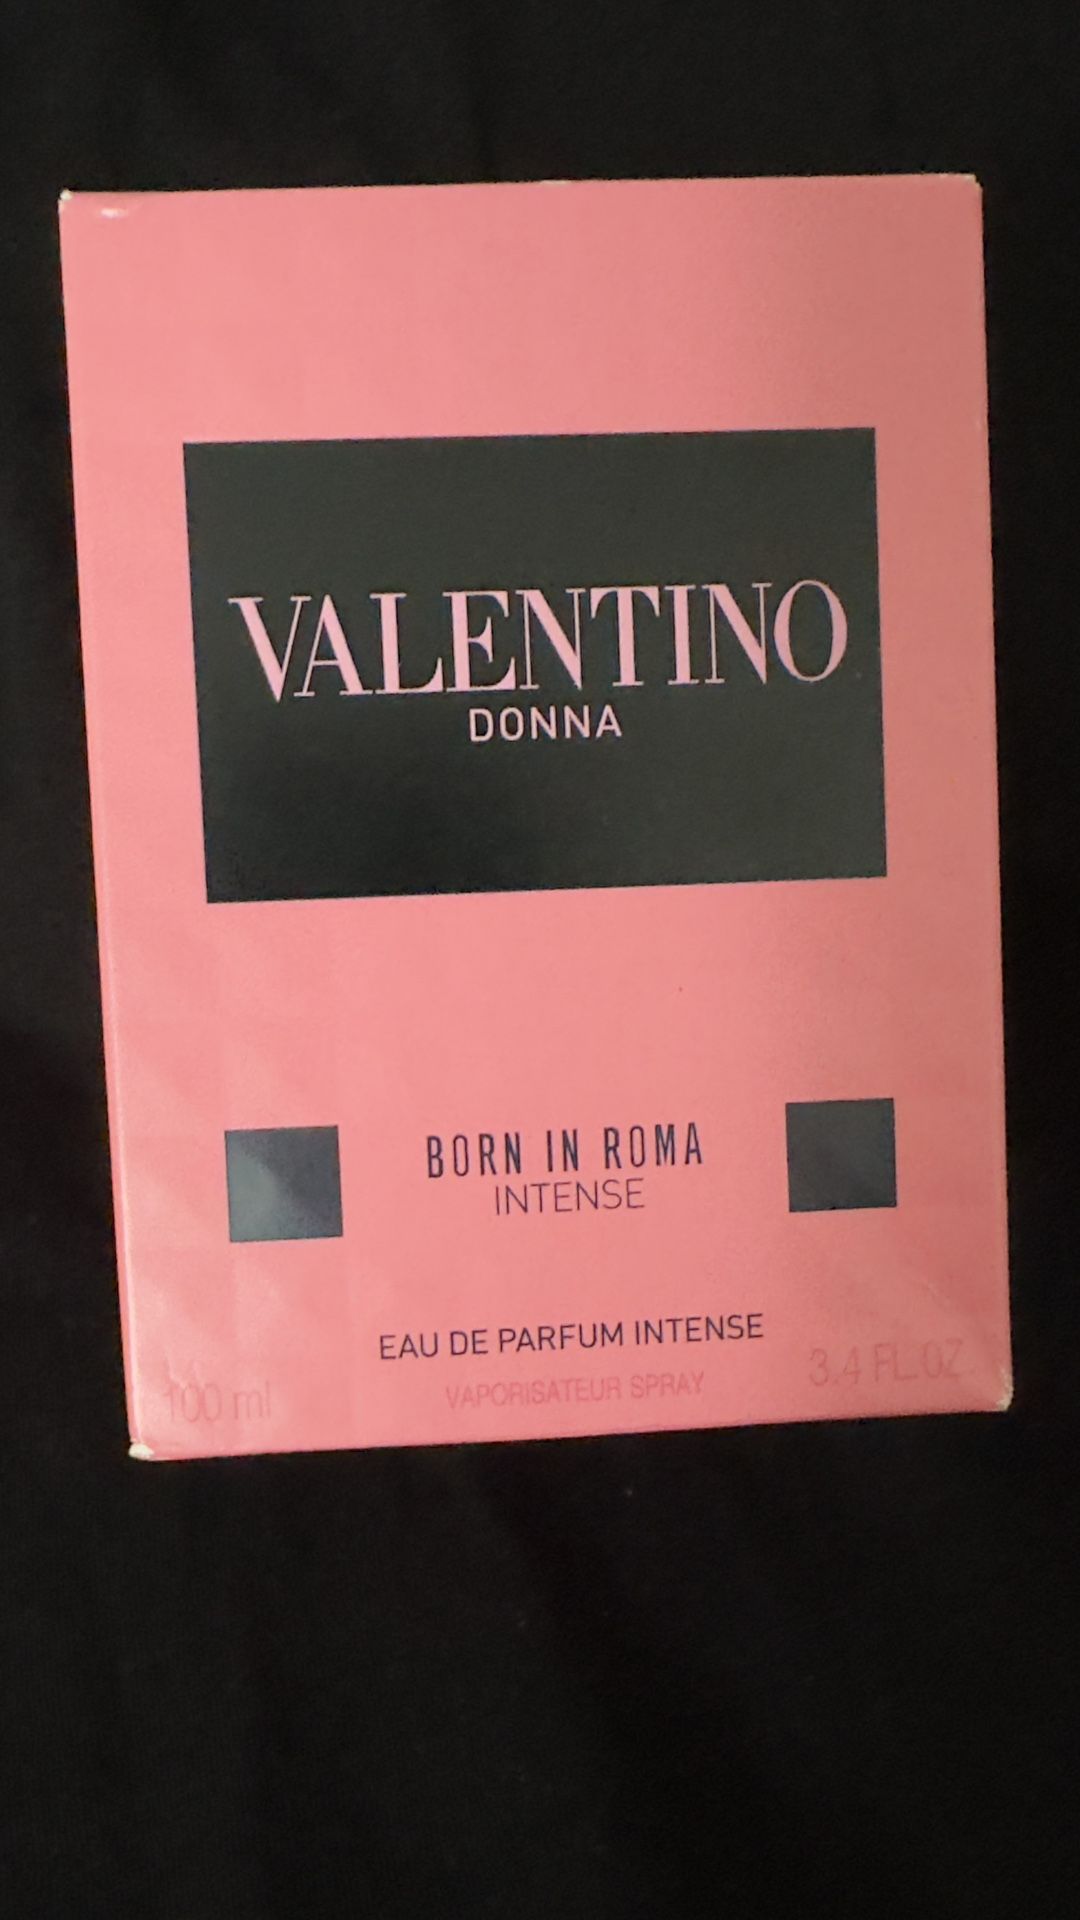 VALENTINO
DONNA
BORN IN ROMA
INTENSE
EAU DE PARFUM INTENSE
100 ml
VAPORISATEUR SPRAY
3.4 FL.OZ.